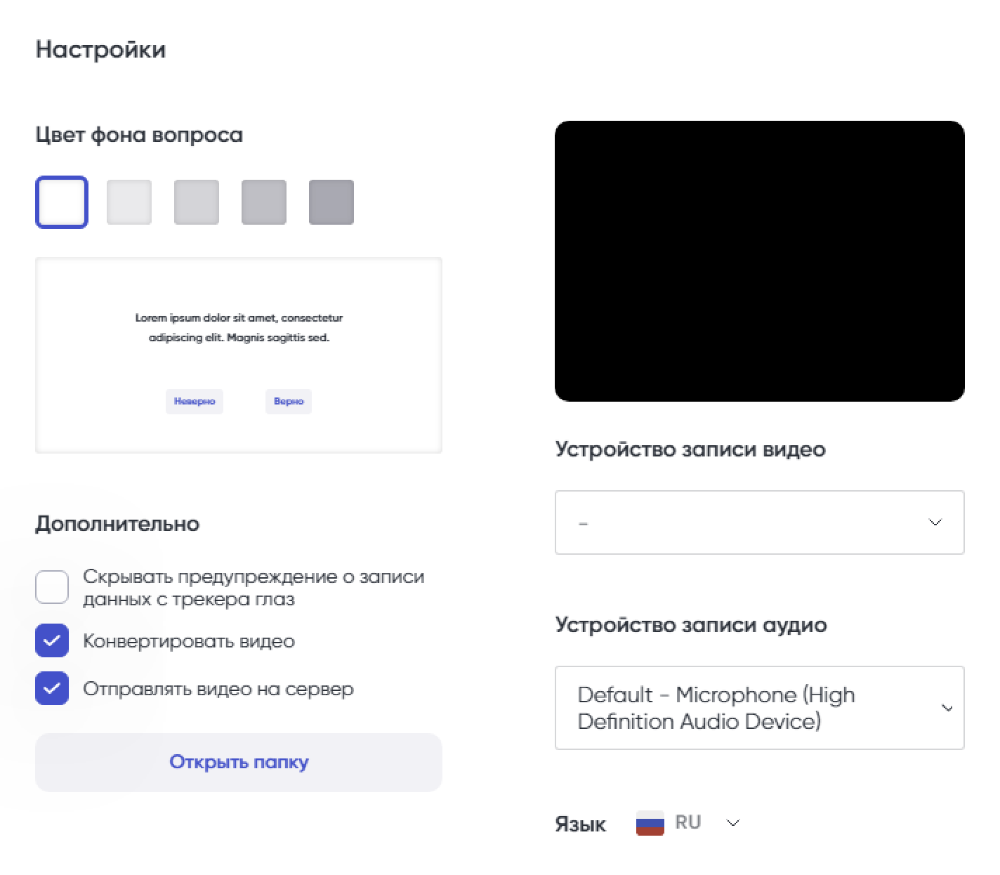 Настройки
Цвет фона вопроса
Lorem ipsum dolor sit amet, consectetur
adipiscing elit. Magnis sagittis sed.
Неверно
Верно
Дополнительно
Скрывать предупреждение о записи
данных с трекера глаз
Конвертировать видео
Отправлять видео на сервер
Открыть папку
Устройство записи видео
-
Устройство записи аудио
Default - Microphone (High
Definition Audio Device)
Язык
RU